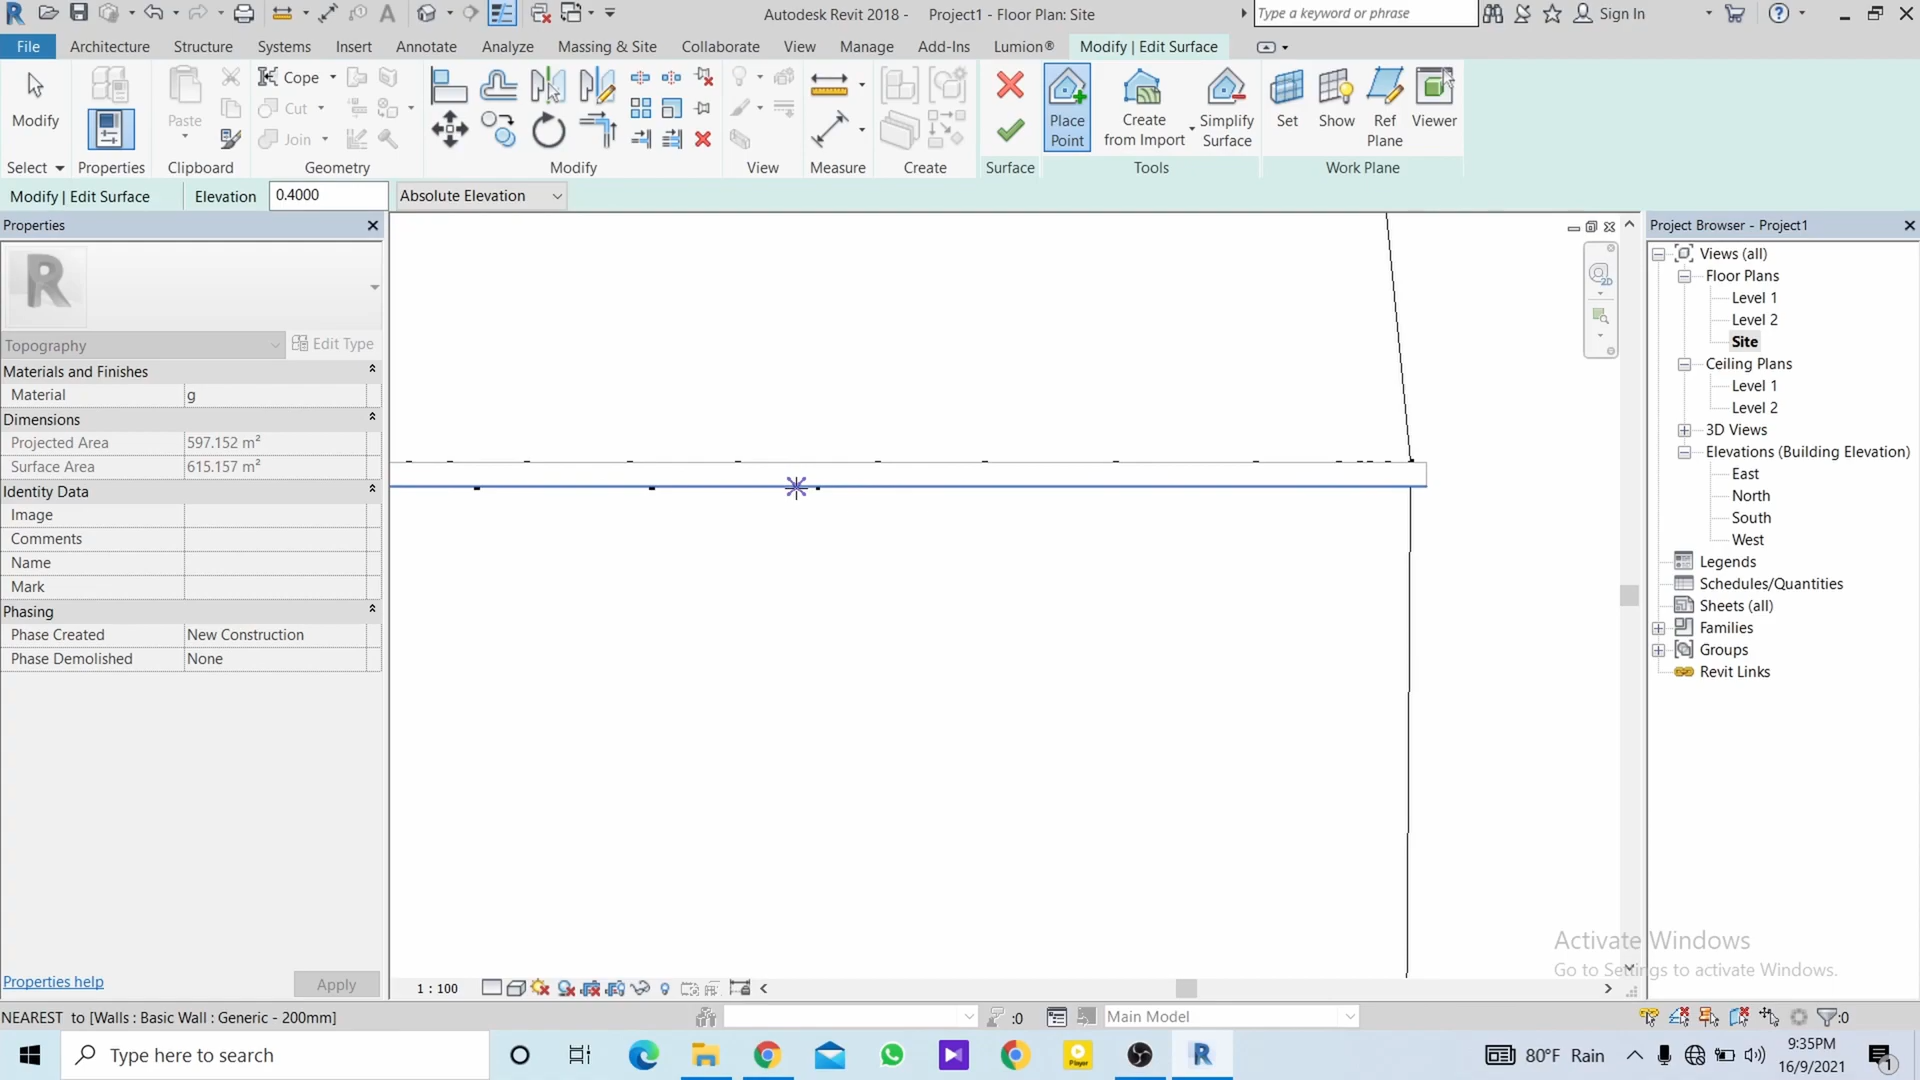 Autodesk Revit 2018 - Project1 - Floor Plan: Site
Type a keyword or phrase
Sign In
File Architecture Structure Systems Insert Annotate Analyze Massing & Site Collaborate View Manage Add-Ins Lumion® Modify | Edit Surface
Modify
Paste
Cope
Cut
Join
Place Point
Create from Import
Simplify Surface
Set
Show
Ref Plane
Viewer
Select Properties Clipboard Geometry Modify View Measure Create Surface Tools Work Plane
Modify | Edit Surface Elevation 0.4000 Absolute Elevation
Properties
R
Topography
Edit Type
Materials and Finishes
Material g
Dimensions
Projected Area 597.152 m²
Surface Area 615.157 m²
Identity Data
Image
Comments
Name
Mark
Phasing
Phase Created New Construction
Phase Demolished None
Properties help
Apply
2D
Project Browser - Project1
Views (all)
Floor Plans
Level 1
Level 2
Site
Ceiling Plans
Level 1
Level 2
3D Views
Elevations (Building Elevation)
East
North
South
West
Legends
Schedules/Quantities
Sheets (all)
Families
Groups
Revit Links
Activate Windows
Go to Settings to activate Windows.
1 : 100
NEAREST to [Walls : Basic Wall : Generic - 200mm]
:0
Main Model
:0
Type here to search
Player
R
80°F Rain
9:35PM
16/9/2021
1